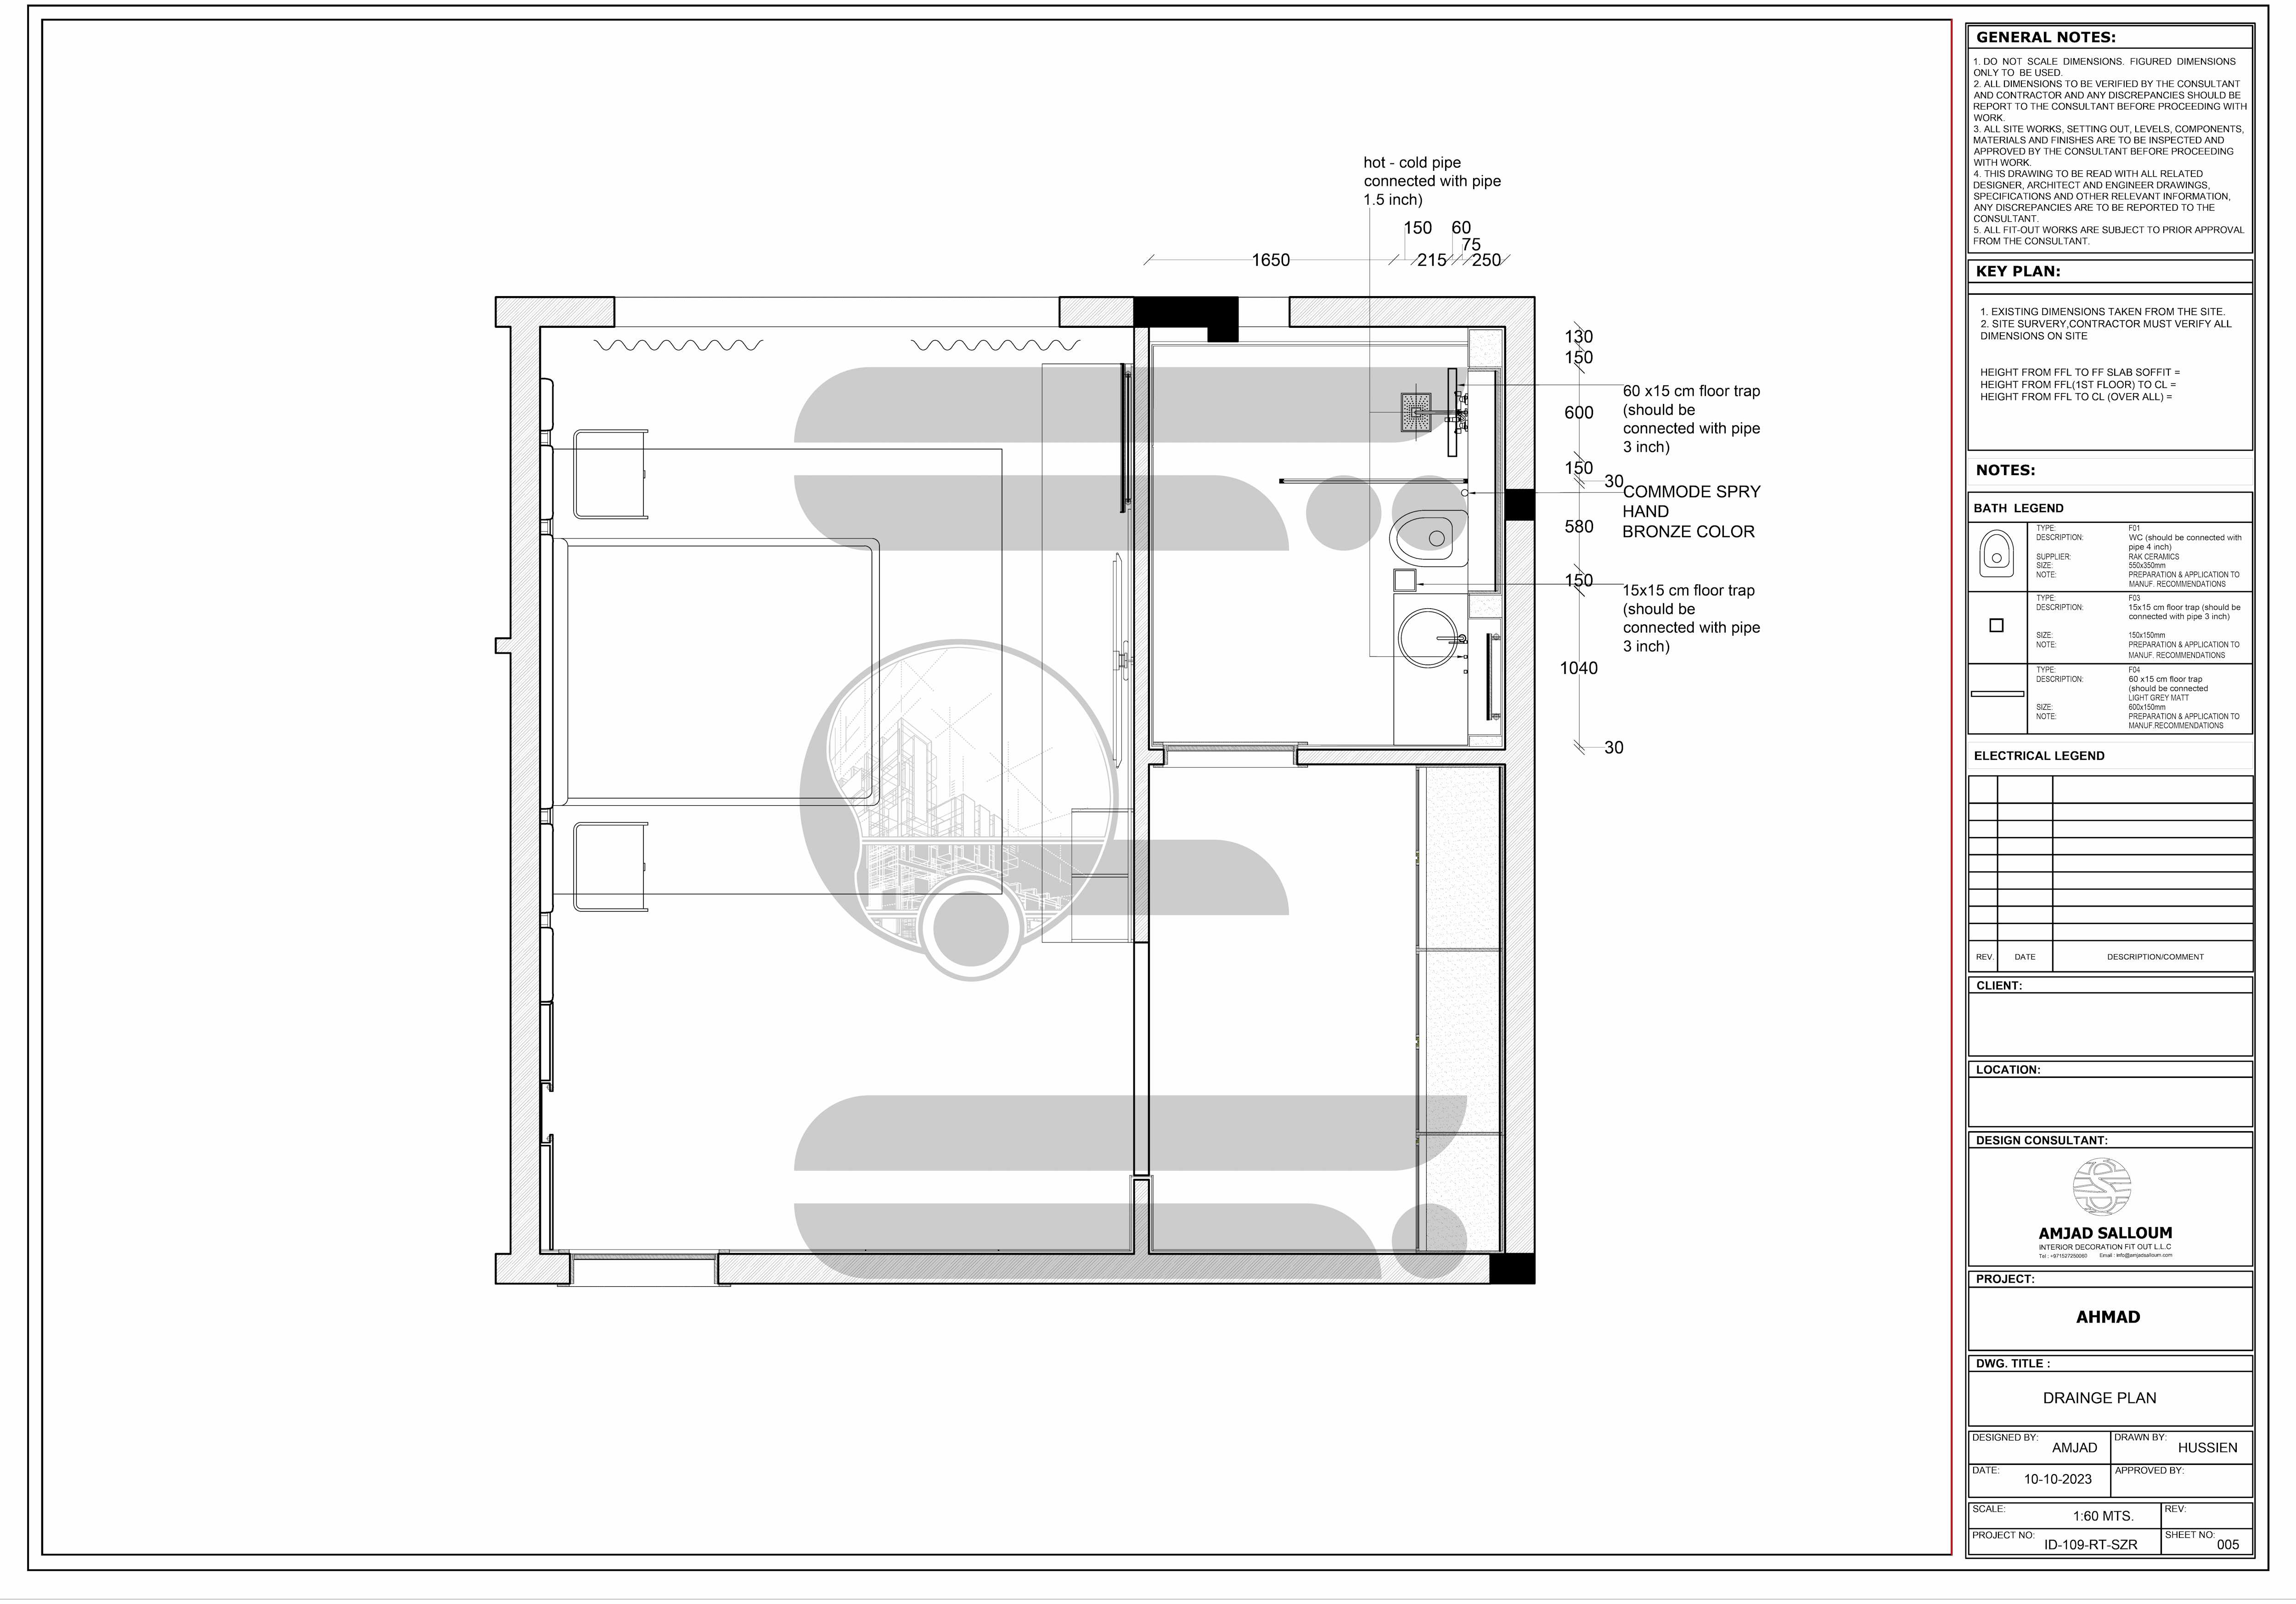 hot - cold pipe
connected with pipe
1.5 inch)
150 60
75
1650 215 250
130
150
600
150
30
580
150
1040
30
60 x15 cm floor trap
(should be
connected with pipe
3 inch)
COMMODE SPRY
HAND
BRONZE COLOR
15x15 cm floor trap
(should be
connected with pipe
3 inch)
GENERAL NOTES:
1. DO NOT SCALE DIMENSIONS. FIGURED DIMENSIONS
ONLY TO BE USED.
2. ALL DIMENSIONS TO BE VERIFIED BY THE CONSULTANT
AND CONTRACTOR AND ANY DISCREPANCIES SHOULD BE
REPORT TO THE CONSULTANT BEFORE PROCEEDING WITH
WORK.
3. ALL SITE WORKS, SETTING OUT, LEVELS, COMPONENTS,
MATERIALS AND FINISHES ARE TO BE INSPECTED AND
APPROVED BY THE CONSULTANT BEFORE PROCEEDING
WITH WORK.
4. THIS DRAWING TO BE READ WITH ALL RELATED
DESIGNER, ARCHITECT AND ENGINEER DRAWINGS,
SPECIFICATIONS AND OTHER RELEVANT INFORMATION,
ANY DISCREPANCIES ARE TO BE REPORTED TO THE
CONSULTANT.
5. ALL FIT-OUT WORKS ARE SUBJECT TO PRIOR APPROVAL
FROM THE CONSULTANT.
KEY PLAN:
1. EXISTING DIMENSIONS TAKEN FROM THE SITE.
2. SITE SURVERY,CONTRACTOR MUST VERIFY ALL
DIMENSIONS ON SITE
HEIGHT FROM FFL TO FF SLAB SOFFIT =
HEIGHT FROM FFL(1ST FLOOR) TO CL =
HEIGHT FROM FFL TO CL (OVER ALL) =
NOTES:
BATH LEGEND
TYPE: F01
DESCRIPTION: WC (should be connected with
pipe 4 inch)
SUPPLIER: RAK CERAMICS
SIZE: 550x350mm
NOTE: PREPARATION & APPLICATION TO
MANUF. RECOMMENDATIONS
TYPE: F03
DESCRIPTION: 15x15 cm floor trap (should be
connected with pipe 3 inch)
SIZE: 150x150mm
NOTE: PREPARATION & APPLICATION TO
MANUF. RECOMMENDATIONS
TYPE: F04
DESCRIPTION: 60 x15 cm floor trap
(should be connected
LIGHT GREY MATT
SIZE: 600x150mm
NOTE: PREPARATION & APPLICATION TO
MANUF.RECOMMENDATIONS
ELECTRICAL LEGEND
REV. DATE DESCRIPTION/COMMENT
CLIENT:
LOCATION:
DESIGN CONSULTANT:
AMJAD SALLOUM
INTERIOR DECORATION FIT OUT L.L.C
Tel : +971527250060 Email : info@amjadsalloum.com
PROJECT:
AHMAD
DWG. TITLE :
DRAINGE PLAN
DESIGNED BY: AMJAD DRAWN BY: HUSSIEN
DATE: 10-10-2023 APPROVED BY:
SCALE: 1:60 MTS. REV:
PROJECT NO: ID-109-RT-SZR SHEET NO: 005